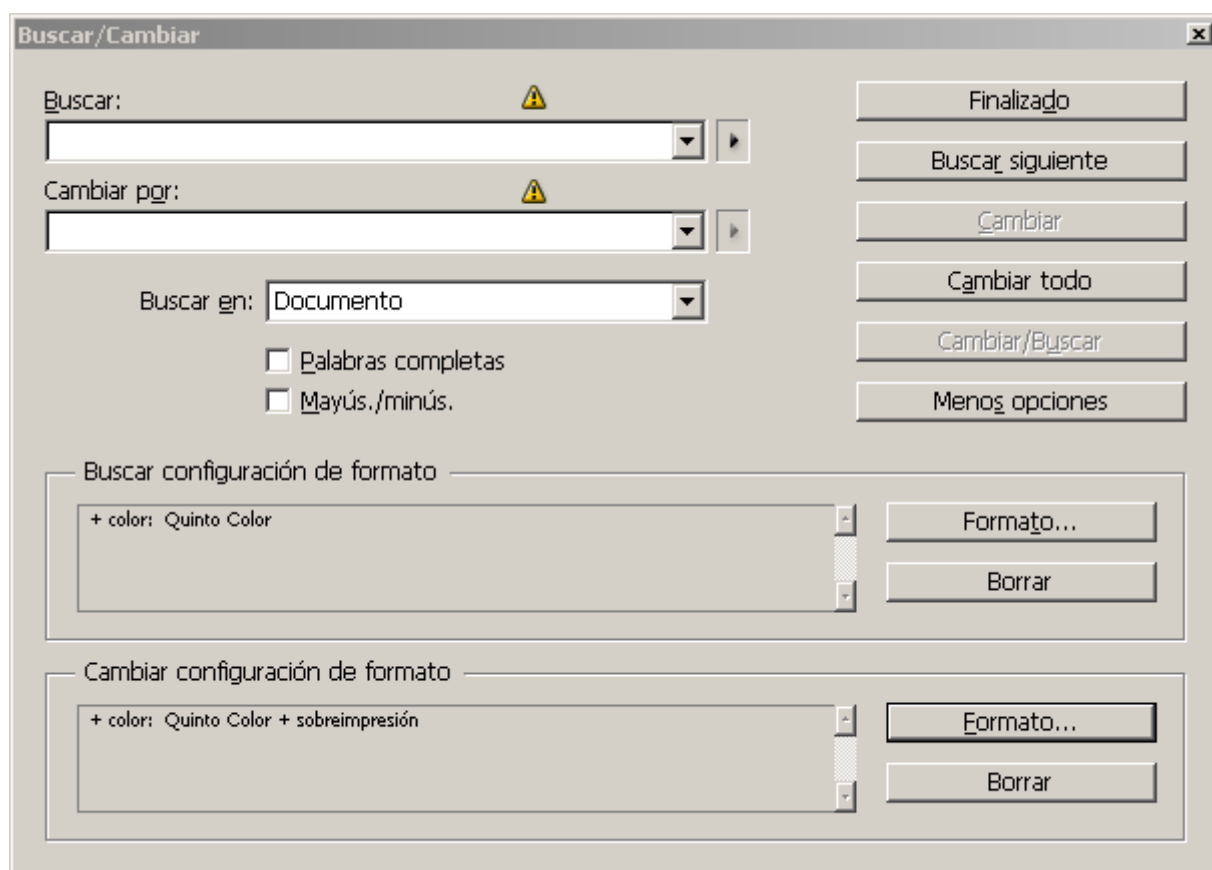 Buscar/Cambiar
Buscar:
Cambiar por:
Buscar en: Documento
Palabras completas
Mayús./minús.
Finalizado
Buscar siguiente
Cambiar
Cambiar todo
Cambiar/Buscar
Menos opciones
Buscar configuración de formato
+ color: Quinto Color
Formato...
Borrar
Cambiar configuración de formato
+ color: Quinto Color + sobreimpresión
Formato...
Borrar